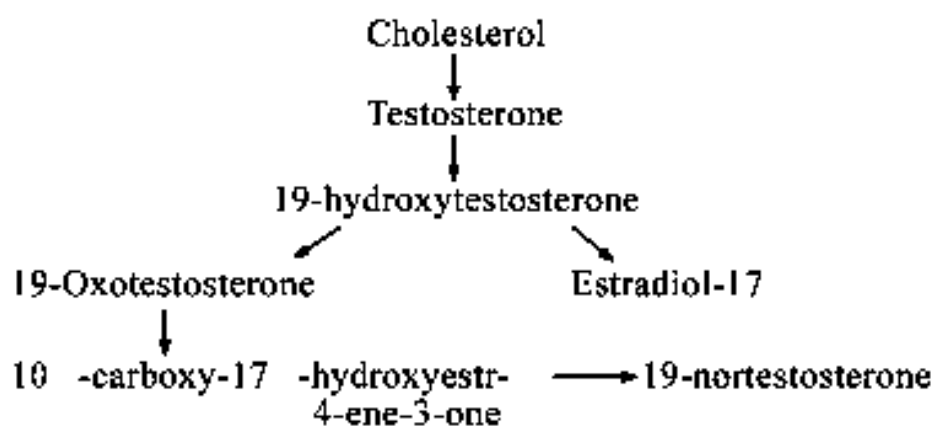 Cholesterol
Testosterone
19-hydroxytestosterone
19-Oxotestosterone Estradiol-17
10 -carboxy-17 -hydroxyestr- 19-nortestosterone
4-ene-3-one